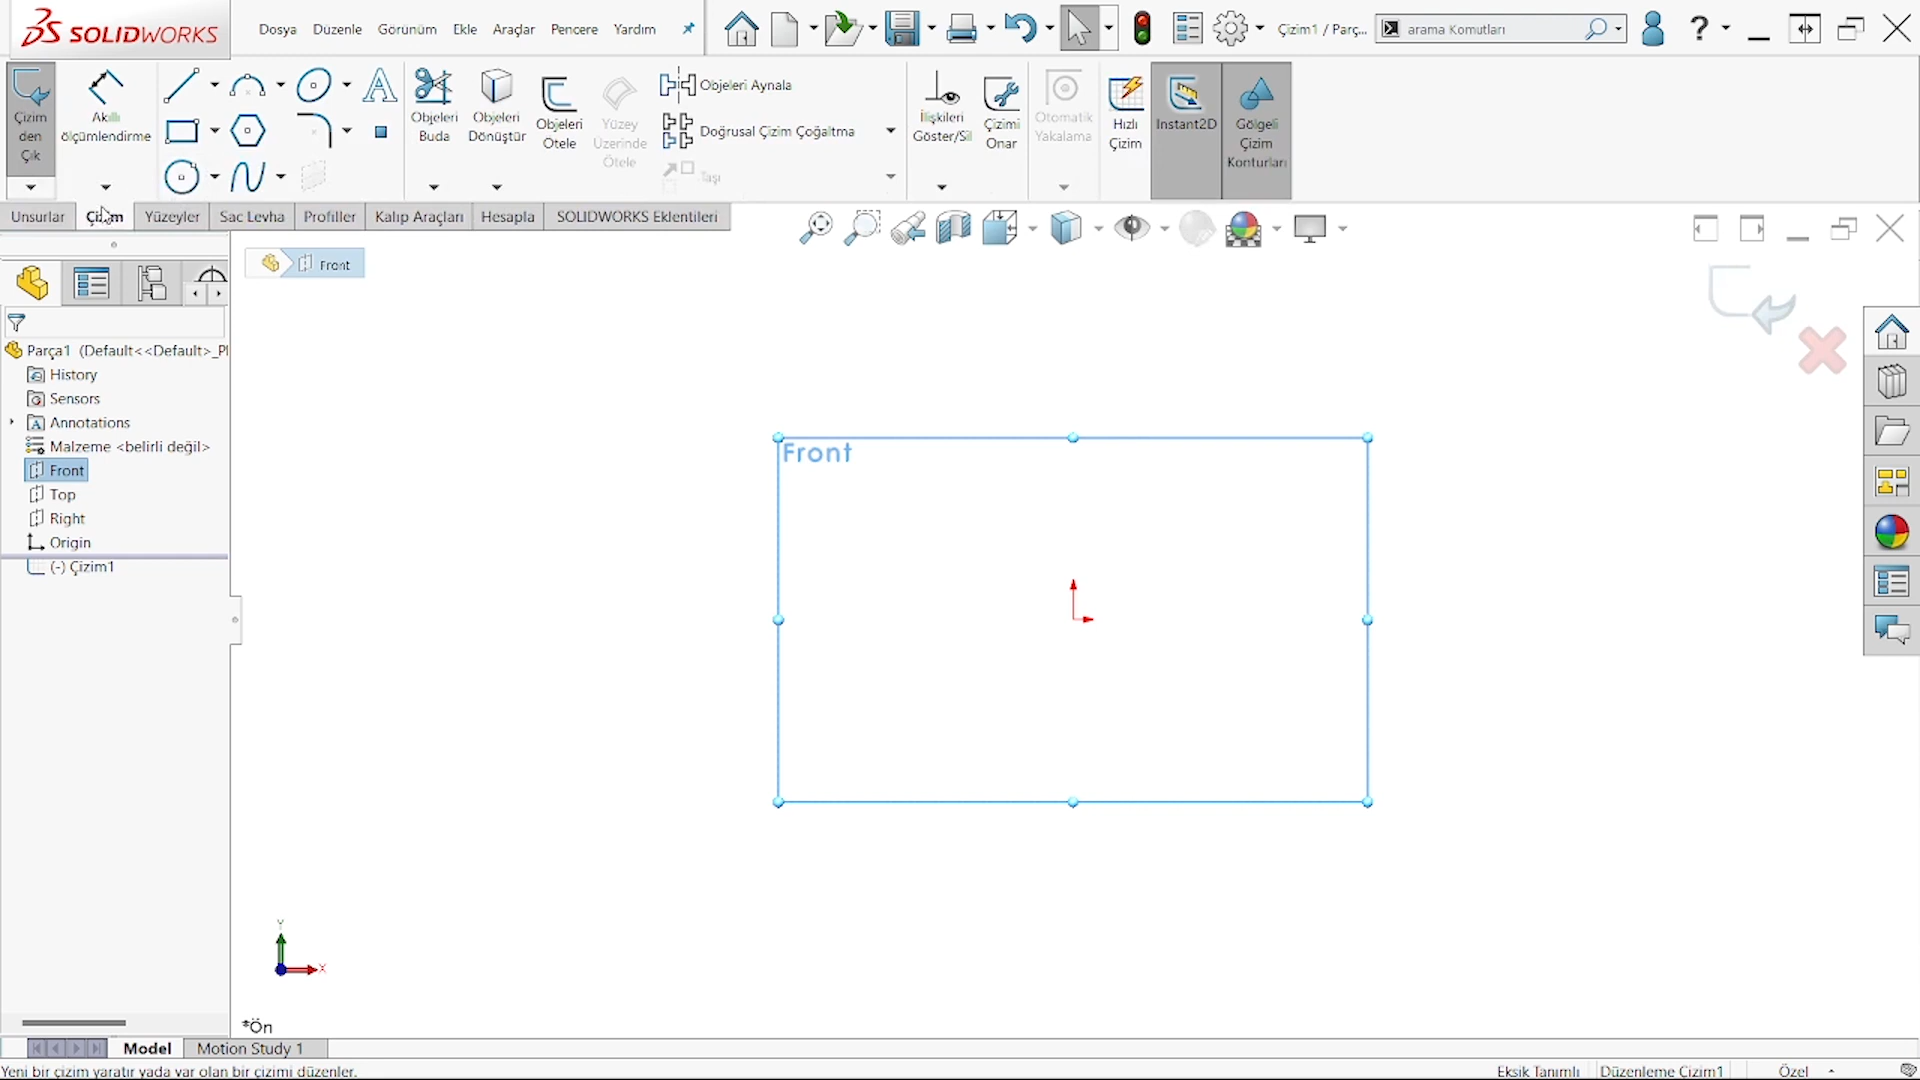 SOLIDWORKS
Dosya Düzenle Görünüm Ekle Araçlar Pencere Yardım
Çizim1 / Parç...
arama Komutları
?
Çizim den Çık
Akıllı ölçümlendirme
Objeleri Buda
Objeleri Dönüştür
Objeleri Ötele
Yüzey Üzerinde Ötele
Objeleri Aynala
Doğrusal Çizim Çoğaltma
Taşı
İlişkileri Göster/Sil
Çizimi Onar
Otomatik Yakalama
Hızlı Çizim
Instant2D
Gölgeli Çizim Konturları
Unsurlar Çizim Yüzeyler Sac Levha Profiller Kalıp Araçları Hesapla SOLIDWORKS Eklentileri
Front
Parça1 (Default<<Default>_P
History
Sensors
Annotations
Malzeme <belirli değil>
Front
Top
Right
Origin
(-) Çizim1
Front
Y
X
*Ön
Model Motion Study 1
Yeni bir çizim yaratır yada var olan bir çizimi düzenler.
Eksik Tanımlı Düzenleme Çizim1 Özel